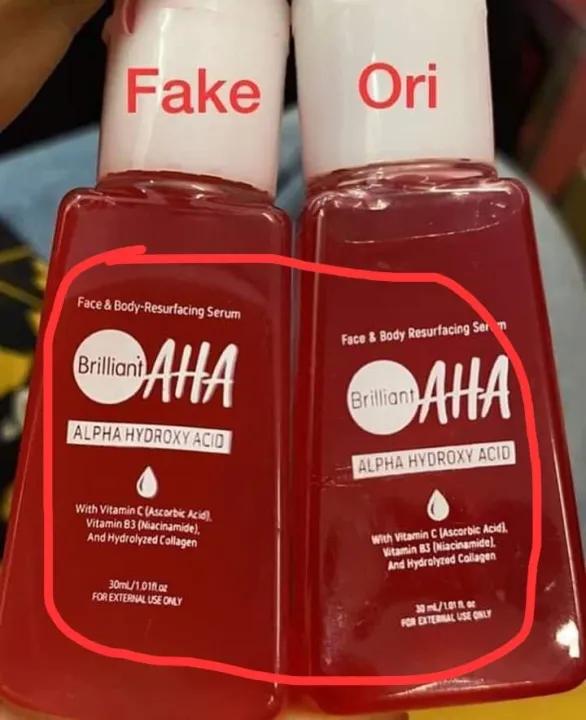 Fake
Face & Body-Resurfacing Serum
Brilliant AHA
ALPHA HYDROXY ACID
With Vitamin C (Ascorbic Acid),
Vitamin B3 (Niacinamide),
And Hydrolyzed Collagen
30mL/1.01fl.oz
FOR EXTERNAL USE ONLY
Ori
Face & Body Resurfacing Serum
Brilliant AHA
ALPHA HYDROXY ACID
With Vitamin C (Ascorbic Acid),
Vitamin B3 (Niacinamide),
And Hydrolyzed Collagen
30 mL/1.01 fl. oz
FOR EXTERNAL USE ONLY